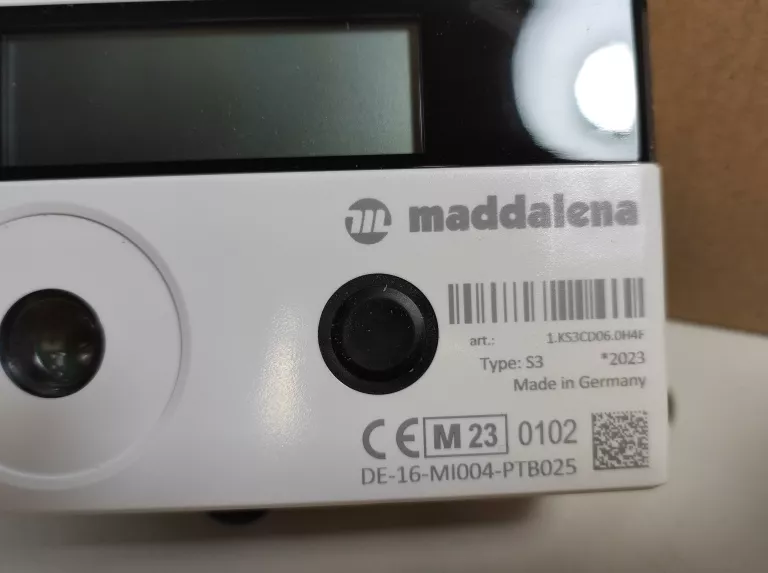 maddalena
art.: 1.KS3CD06.0H4F
Type: S3 *2023
Made in Germany
CE M 23 0102
DE-16-MI004-PTB025